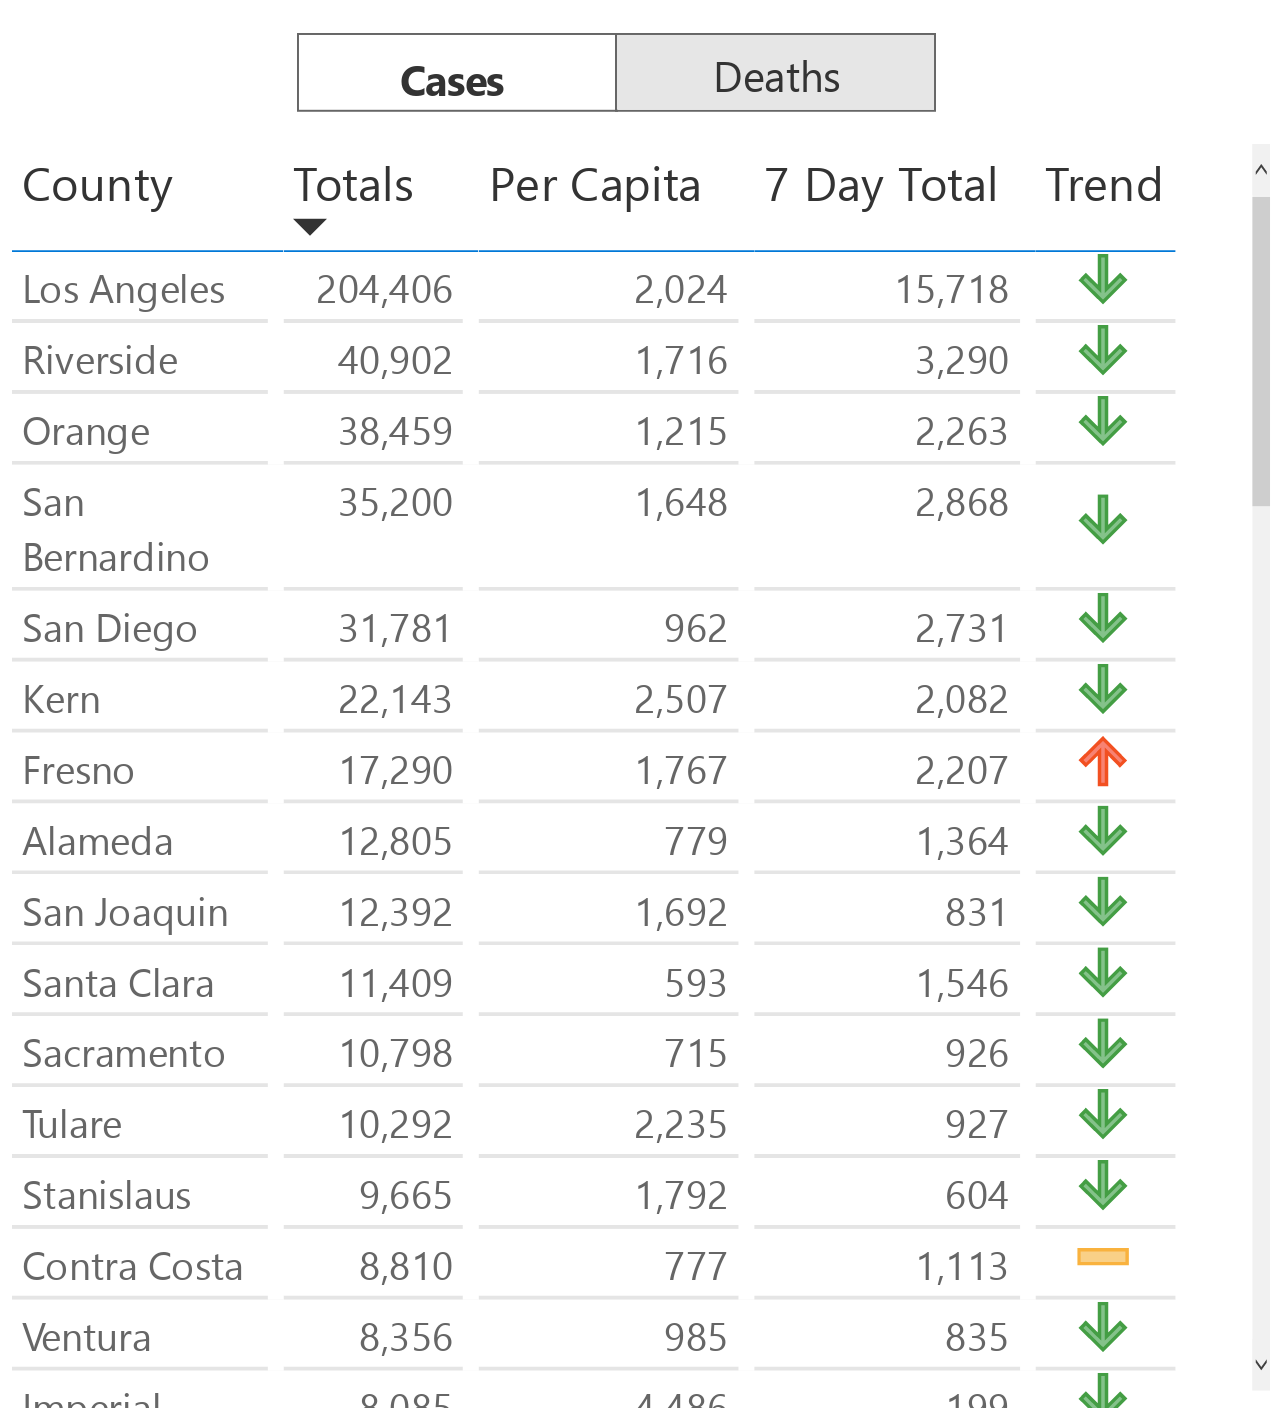 Cases Deaths
County Totals Per Capita 7 Day Total Trend
Los Angeles 204,406 2,024 15,718
Riverside 40,902 1,716 3,290
Orange 38,459 1,215 2,263
San 35,200 1,648 2,868
Bernardino
San Diego 31,781 962 2,731
Kern 22,143 2,507 2,082
Fresno 17,290 1,767 2,207
Alameda 12,805 779 1,364
San Joaquin 12,392 1,692 831
Santa Clara 11,409 593 1,546
Sacramento 10,798 715 926
Tulare 10,292 2,235 927
Stanislaus 9,665 1,792 604
Contra Costa 8,810 777 1,113
Ventura 8,356 985 835
Imperial 8,085 4,486 199